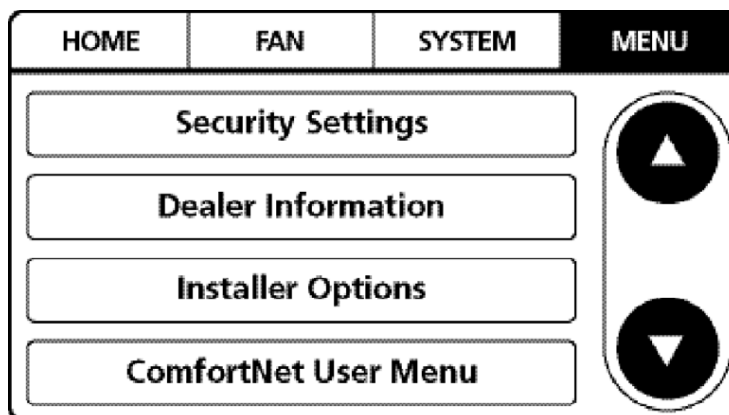 HOME FAN SYSTEM MENU
Security Settings
Dealer Information
Installer Options
ComfortNet User Menu